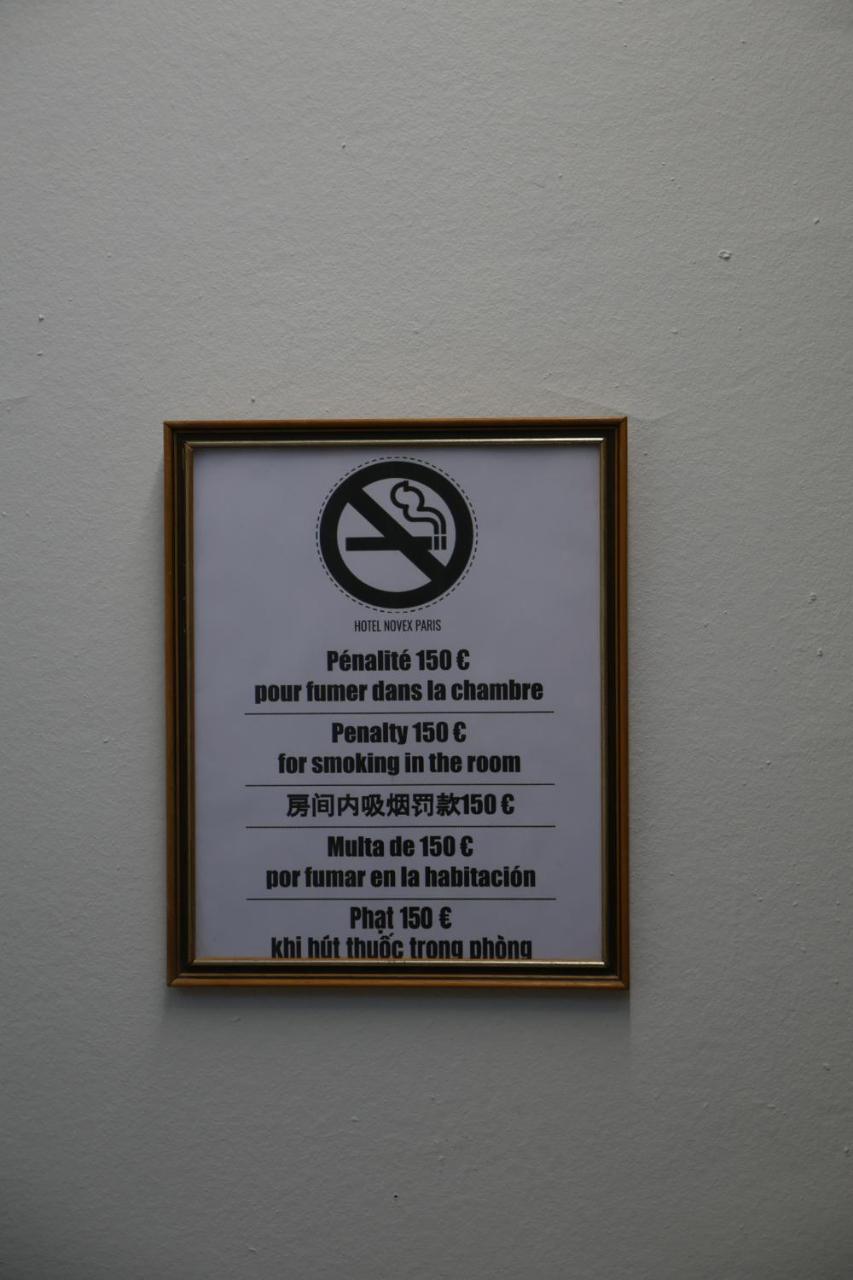 HOTEL NOVEX PARIS
Pénalité 150 €
pour fumer dans la chambre
Penalty 150 €
for smoking in the room
房间内吸烟罚款150 €
Multa de 150 €
por fumar en la habitación
Phạt 150 €
khi hút thuốc trong phòng